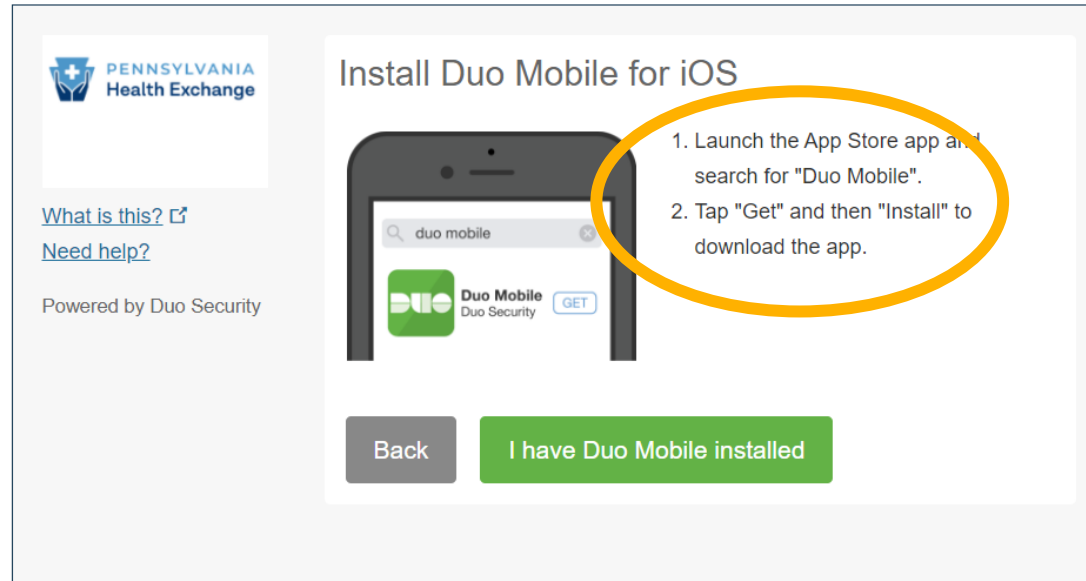 PENNSYLVANIA
Health Exchange
What is this?
Need help?
Powered by Duo Security
Install Duo Mobile for iOS
duo mobile
DUO
Duo Mobile
Duo Security
GET
1. Launch the App Store app and
search for "Duo Mobile".
2. Tap "Get" and then "Install" to
download the app.
Back
I have Duo Mobile installed